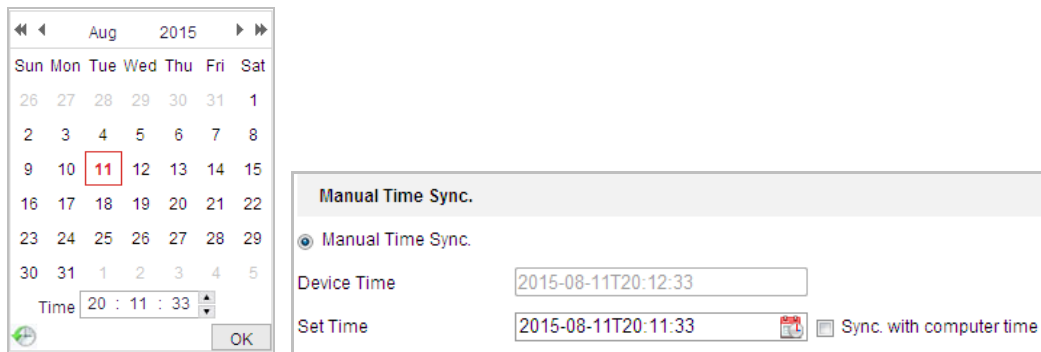 Aug 2015
Sun Mon Tue Wed Thu Fri Sat
26 27 28 29 30 31 1
2 3 4 5 6 7 8
9 10 11 12 13 14 15
16 17 18 19 20 21 22
23 24 25 26 27 28 29
30 31 1 2 3 4 5
Time 20 : 11 : 33
OK
Manual Time Sync.
Manual Time Sync.
Device Time 2015-08-11T20:12:33
Set Time 2015-08-11T20:11:33 Sync. with computer time